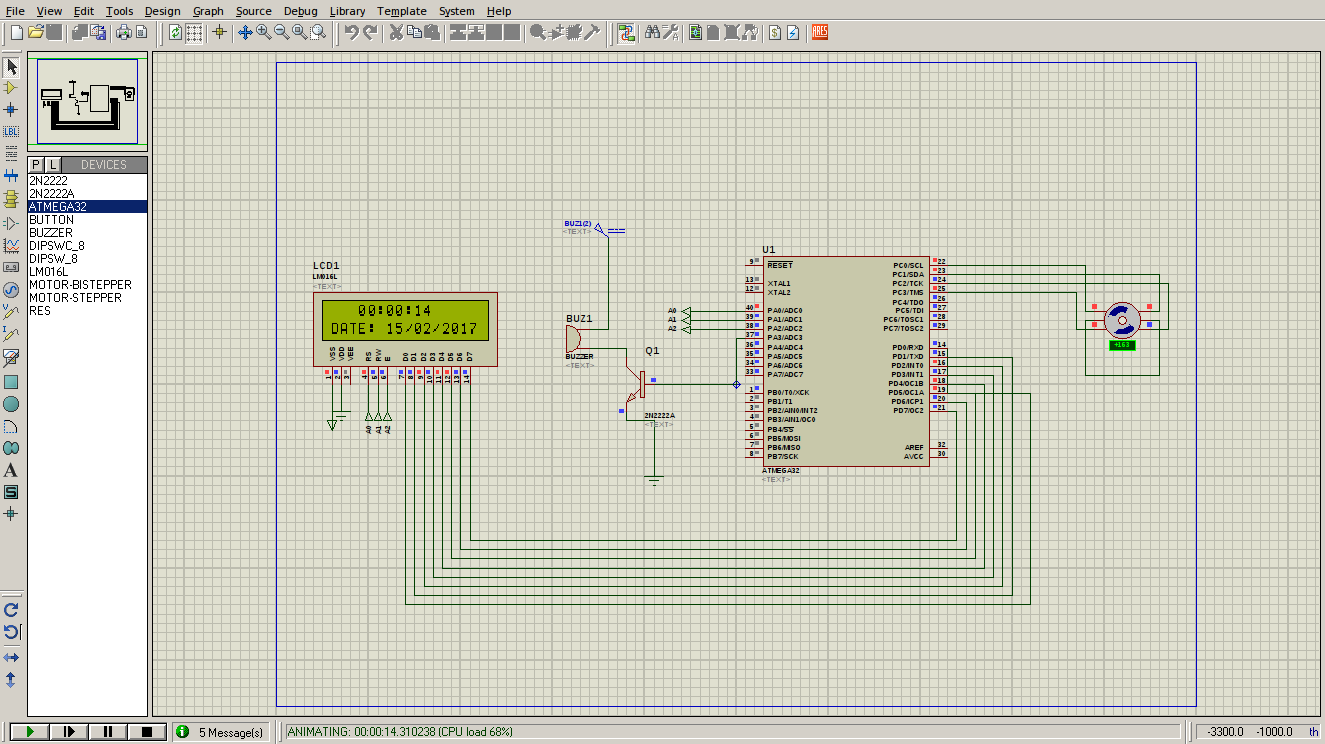 File View Edit Tools Design Graph Source Debug Library Template System Help
ARES
LBL
P L DEVICES
2N2222
2N2222A
ATMEGA32
BUTTON
BUZZER
DIPSWC_8
DIPSW_8
LM016L
MOTOR-BISTEPPER
MOTOR-STEPPER
RES
A
S
BUZ1(2)
<TEXT>
LCD1
LM016L
<TEXT>
00:00:14
DATE: 15/02/2017
VSS VDD VEE RS RW E D0 D1 D2 D3 D4 D5 D6 D7
1 2 3 4 5 6 7 8 9 10 11 12 13 14
A0 A1 A2
BUZ1
BUZZER
<TEXT>
Q1
2N2222A
<TEXT>
A0
A1
A2
U1
9 RESET PC0/SCL 22
PC1/SDA 23
13 XTAL1 PC2/TCK 24
12 XTAL2 PC3/TMS 25
PC4/TDO 26
40 PA0/ADC0 PC5/TDI 27
39 PA1/ADC1 PC6/TOSC1 28
38 PA2/ADC2 PC7/TOSC2 29
37 PA3/ADC3
36 PA4/ADC4 PD0/RXD 14
35 PA5/ADC5 PD1/TXD 15
34 PA6/ADC6 PD2/INT0 16
33 PA7/ADC7 PD3/INT1 17
PD4/OC1B 18
1 PB0/T0/XCK PD5/OC1A 19
2 PB1/T1 PD6/ICP1 20
3 PB2/AIN0/INT2 PD7/OC2 21
4 PB3/AIN1/OC0
5 PB4/SS
6 PB5/MOSI
7 PB6/MISO AREF 32
8 PB7/SCK AVCC 30
ATMEGA32
<TEXT>
5 Message(s)
ANIMATING: 00:00:14.310238 (CPU load 68%)
-3300.0 -1000.0 th